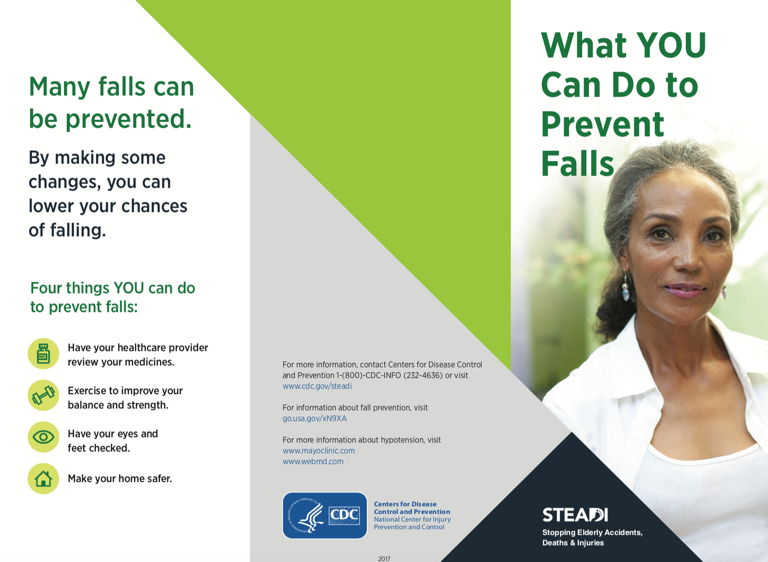 Many falls can
be prevented.
By making some
changes, you can
lower your chances
of falling.
Four things YOU can do
to prevent falls:
Have your healthcare provider
review your medicines.
Exercise to improve your
balance and strength.
Have your eyes and
feet checked.
Make your home safer.
For more information, contact Centers for Disease Control
and Prevention 1-(800)-CDC-INFO (232-4636) or visit
www.cdc.gov/steadi
For information about fall prevention, visit
go.usa.gov/xN9XA
For more information about hypotension, visit
www.mayoclinic.com
www.webmd.com
CDC
Centers for Disease
Control and Prevention
National Center for Injury
Prevention and Control
2017
What YOU
Can Do to
Prevent
Falls
STEADI
Stopping Elderly Accidents,
Deaths & Injuries